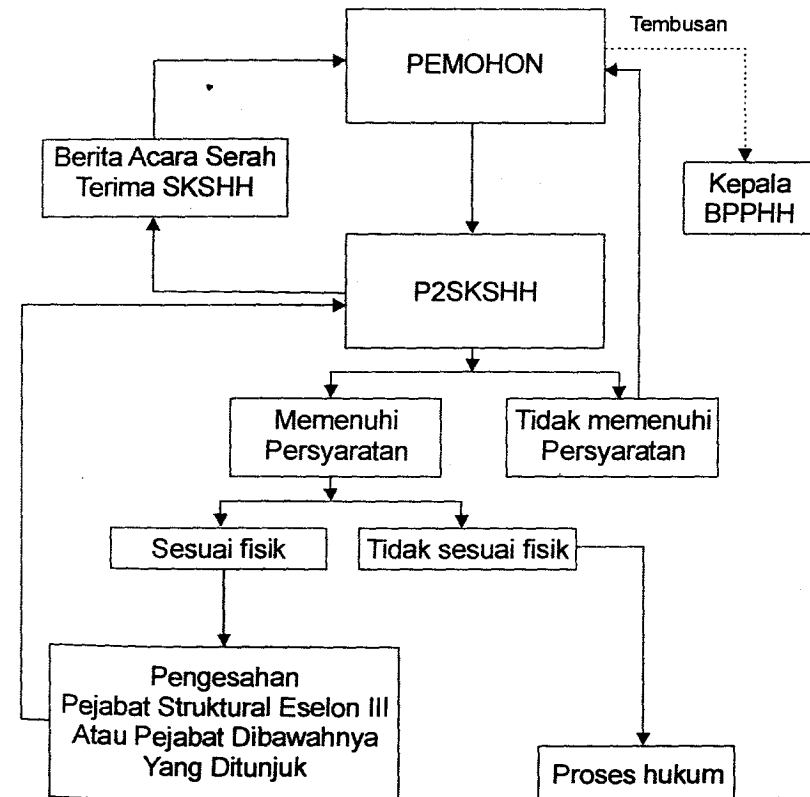 Tembusan
PEMOHON
Berita Acara Serah
Terima SKSHH
Kepala
BPPHH
P2SKSHH
Memenuhi
Persyaratan
Tidak memenuhi
Persyaratan
Sesuai fisik
Tidak sesuai fisik
Pengesahan
Pejabat Struktural Eselon III
Atau Pejabat Dibawahnya
Yang Ditunjuk
Proses hukum